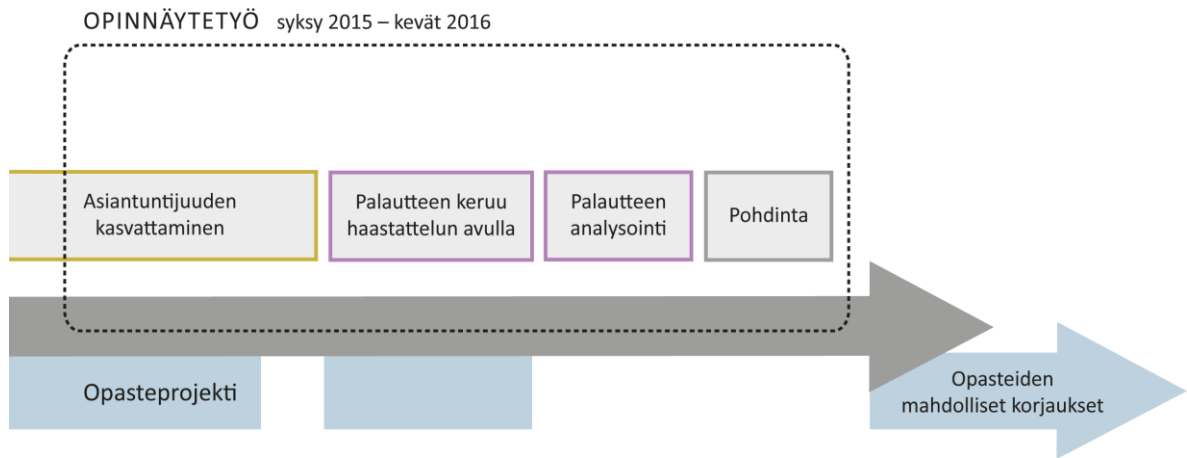 OPINNÄYTETYÖ syksy 2015 – kevät 2016
Asiantuntijuuden
kasvattaminen
Palautteen keruu
haastattelun avulla
Palautteen
analysointi
Pohdinta
Opasteprojekti
Opasteiden
mahdolliset korjaukset